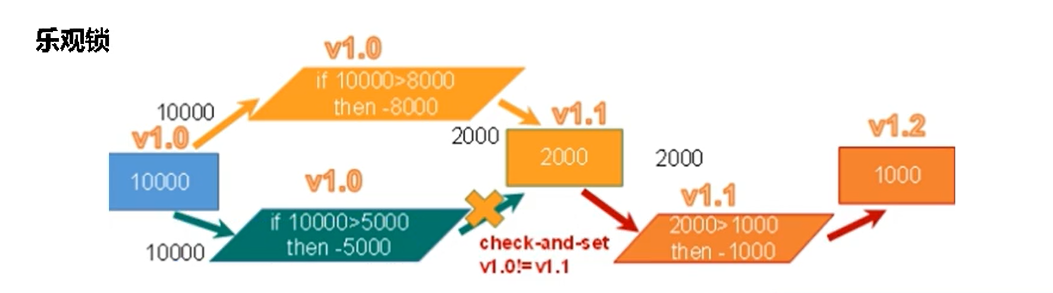 乐观锁
v1.0
if 10000>8000
then -8000
10000
v1.0
10000
2000
v1.1
2000
2000
v1.2
1000
v1.0
if 10000>5000
then -5000
10000
check-and-set
v1.0!=v1.1
v1.1
2000>1000
then -1000